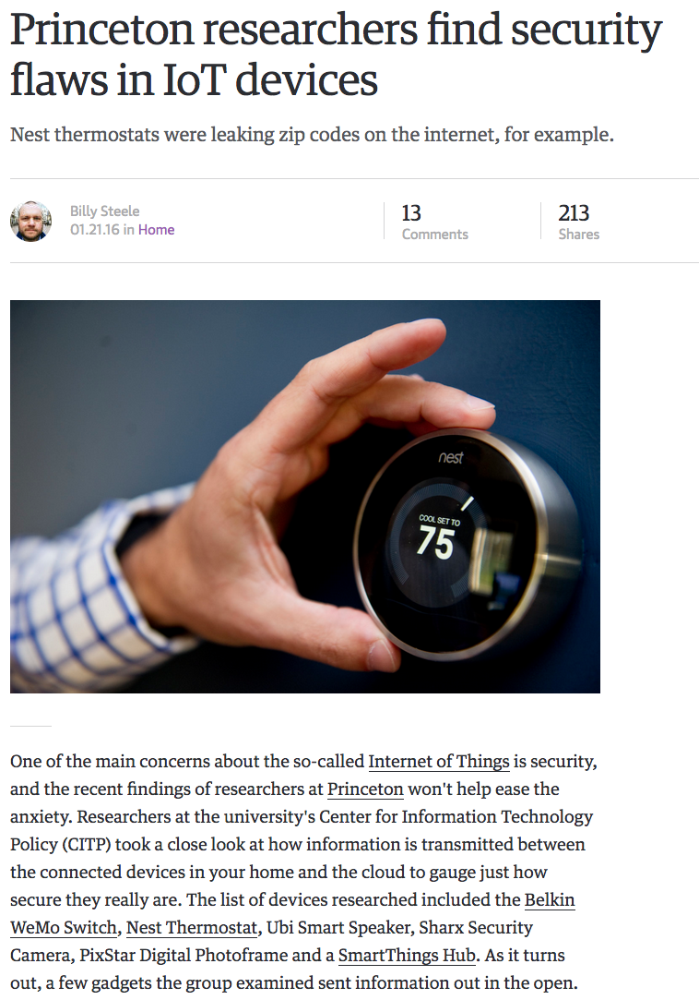 Princeton researchers find security
flaws in IoT devices
Nest thermostats were leaking zip codes on the internet, for example.
Billy Steele
01.21.16 in Home
13
Comments
213
Shares
nest
COOL SET TO
75
One of the main concerns about the so-called Internet of Things is security,
and the recent findings of researchers at Princeton won't help ease the
anxiety. Researchers at the university's Center for Information Technology
Policy (CITP) took a close look at how information is transmitted between
the connected devices in your home and the cloud to gauge just how
secure they really are. The list of devices researched included the Belkin
WeMo Switch, Nest Thermostat, Ubi Smart Speaker, Sharx Security
Camera, PixStar Digital Photoframe and a SmartThings Hub. As it turns
out, a few gadgets the group examined sent information out in the open.